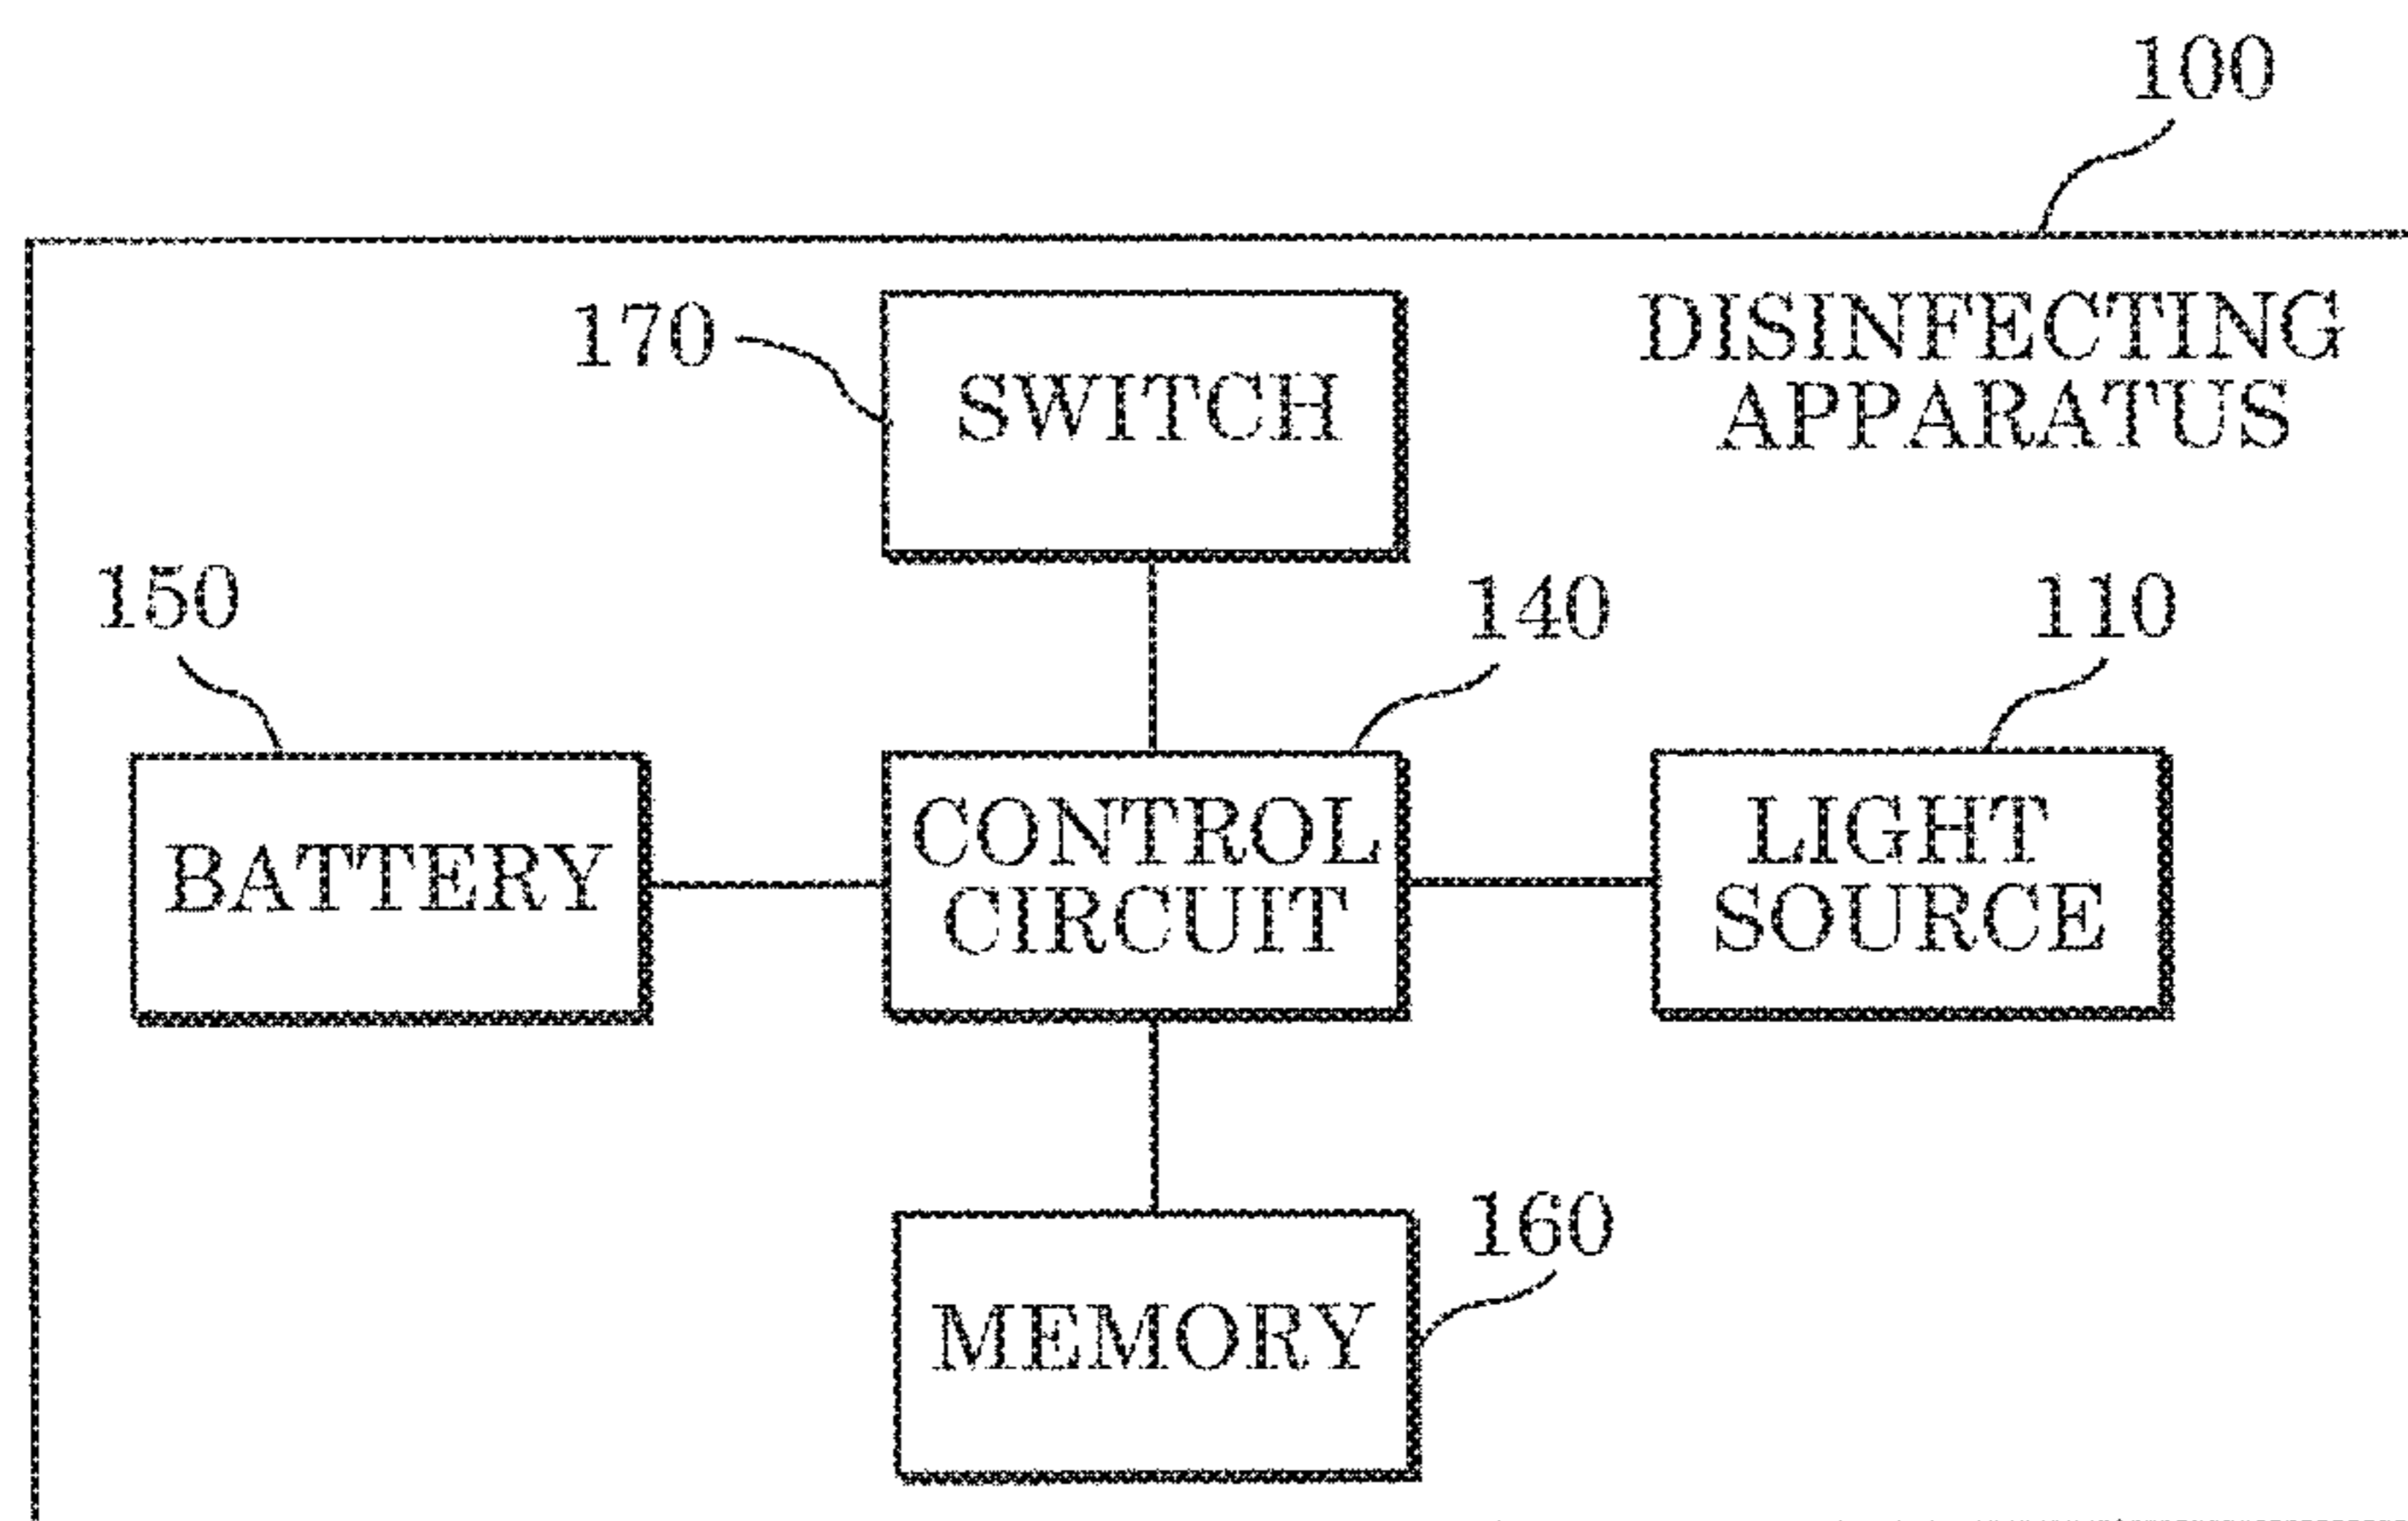 100
170
SWITCH
DISINFECTING
APPARATUS
150
140
110
BATTERY
CONTROL
CIRCUIT
LIGHT
SOURCE
160
MEMORY